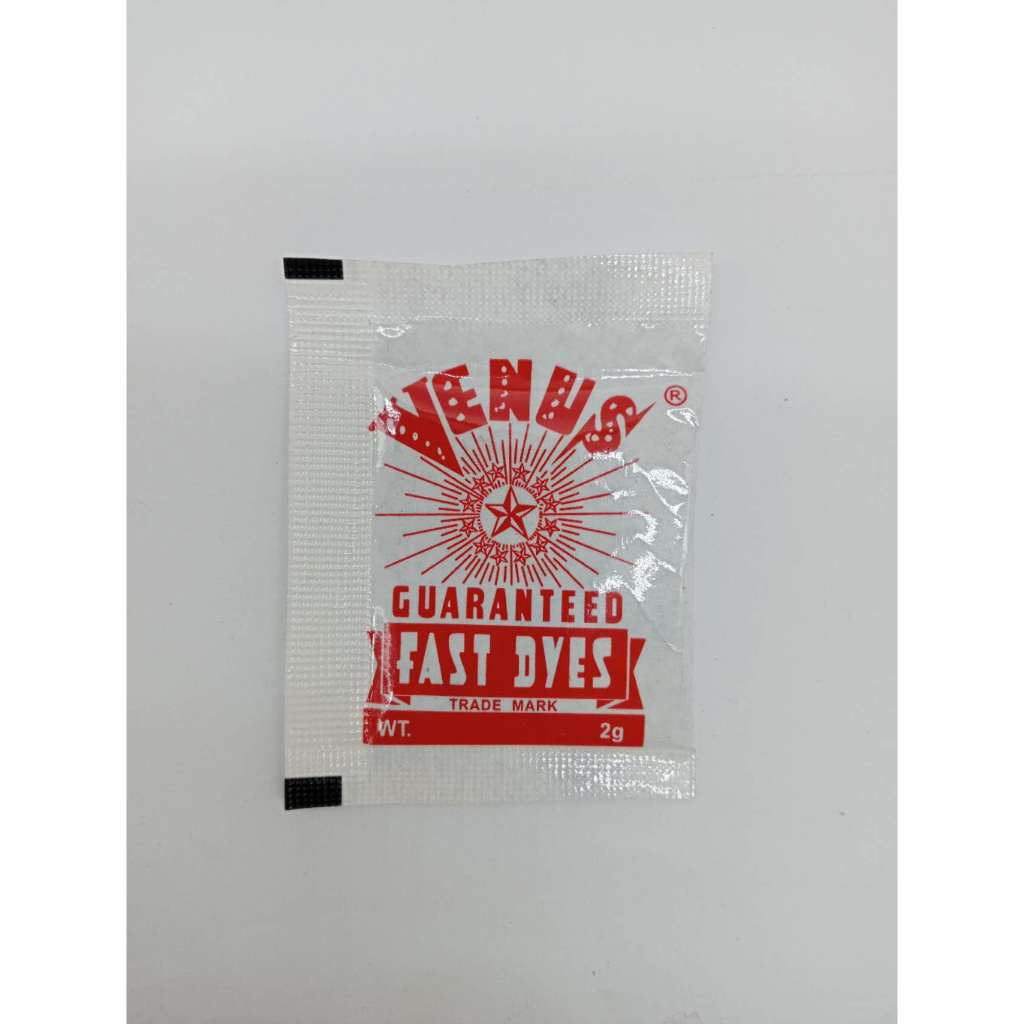 VENUS ®
GUARANTEED
FAST DYES
TRADE MARK
WT. 2g